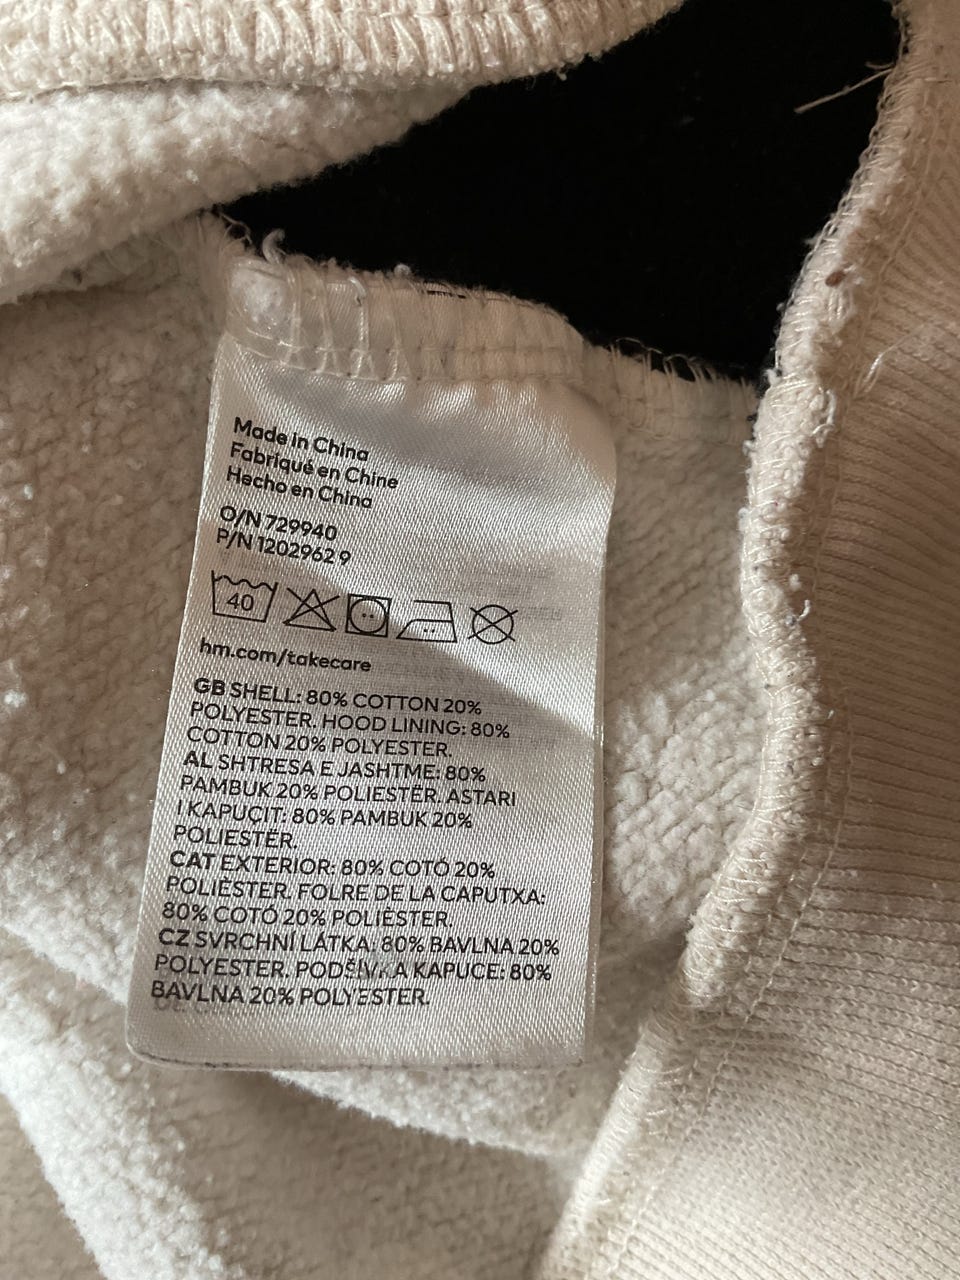 Made in China
Fabriqué en Chine
Hecho en China
O/N 729940
P/N 1202962 9
40
hm.com/takecare
GB SHELL: 80% COTTON 20%
POLYESTER. HOOD LINING: 80%
COTTON 20% POLYESTER.
AL SHTRESA E JASHTME: 80%
PAMBUK 20% POLIESTËR. ASTARI
I KAPUÇIT: 80% PAMBUK 20%
POLIESTËR.
CAT EXTERIOR: 80% COTÓ 20%
POLIÈSTER. FOLRE DE LA CAPUTXA:
80% COTÓ 20% POLIÈSTER.
CZ SVRCHNÍ LÁTKA: 80% BAVLNA 20%
POLYESTER. PODŠÍVKA KAPUCE: 80%
BAVLNA 20% POLYESTER.